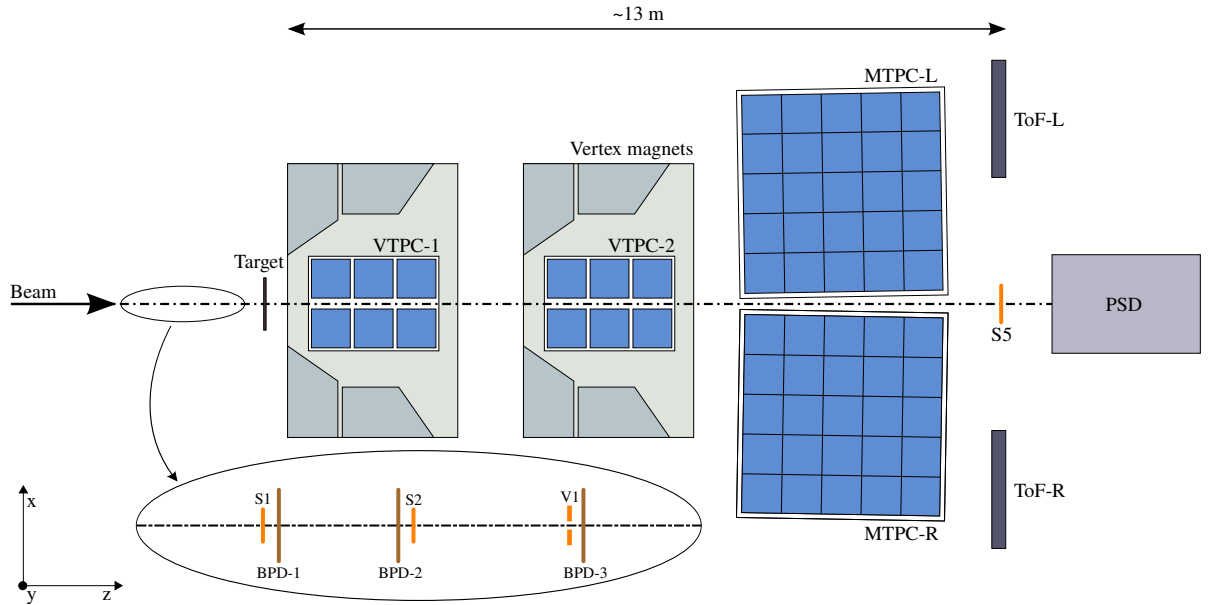 ~13 m
MTPC-L
ToF-L
Vertex magnets
VTPC-1
VTPC-2
Target
Beam
PSD
S5
S1
S2
V1
x
ToF-R
MTPC-R
BPD-1
BPD-2
BPD-3
y
z